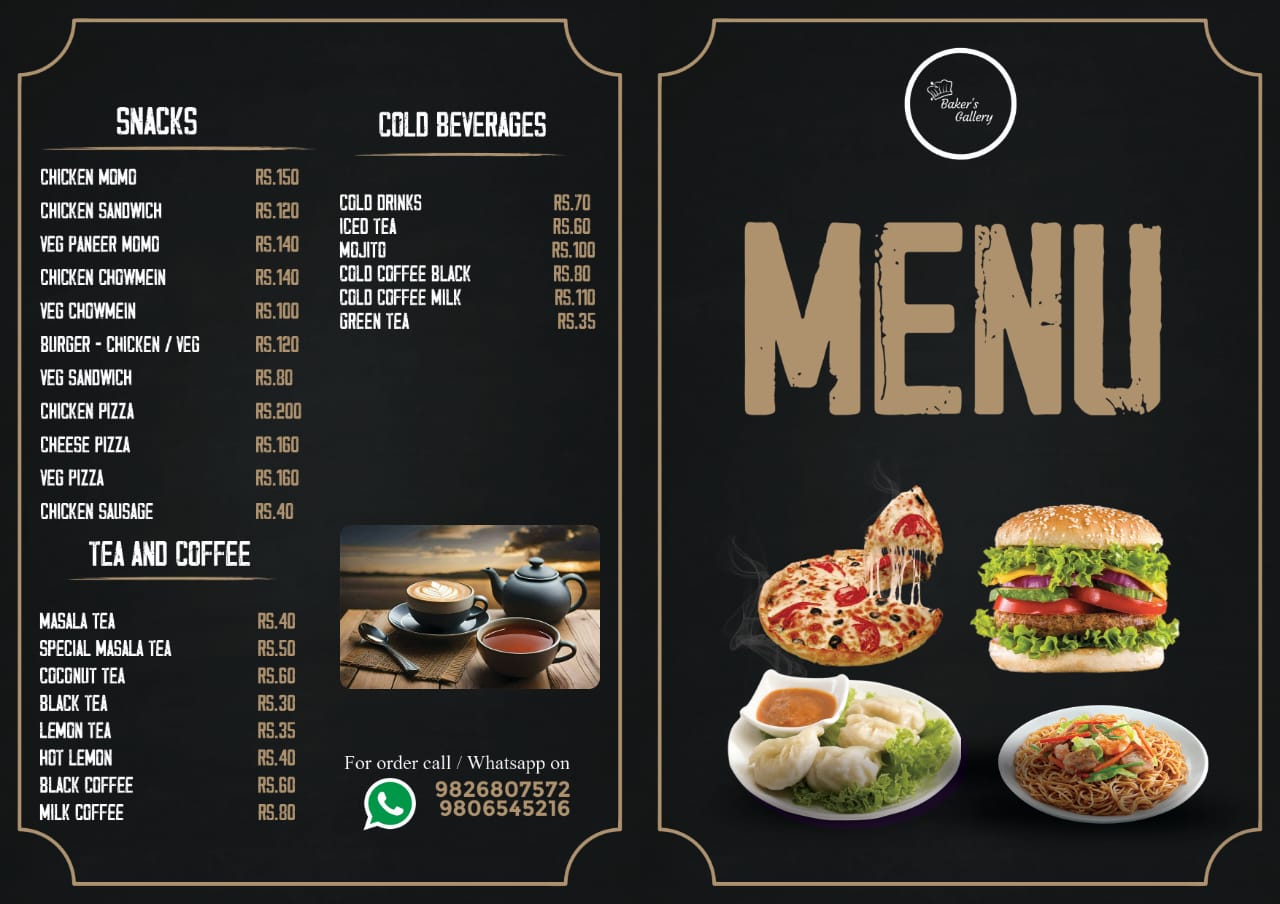 SNACKS
CHICKEN MOMO RS.150
CHICKEN SANDWICH RS.120
VEG PANEER MOMO RS.140
CHICKEN CHOWMEIN RS.140
VEG CHOWMEIN RS.100
BURGER - CHICKEN / VEG RS.120
VEG SANDWICH RS.80
CHICKEN PIZZA RS.200
CHEESE PIZZA RS.160
VEG PIZZA RS.160
CHICKEN SAUSAGE RS.40
TEA AND COFFEE
MASALA TEA RS.40
SPECIAL MASALA TEA RS.50
COCONUT TEA RS.60
BLACK TEA RS.30
LEMON TEA RS.35
HOT LEMON RS.40
BLACK COFFEE RS.60
MILK COFFEE RS.80
COLD BEVERAGES
COLD DRINKS RS.70
ICED TEA RS.60
MOJITO RS.100
COLD COFFEE BLACK RS.80
COLD COFFEE MILK RS.110
GREEN TEA RS.35
For order call / Whatsapp on
9826807572
9806545216
Baker's
Gallery
MENU